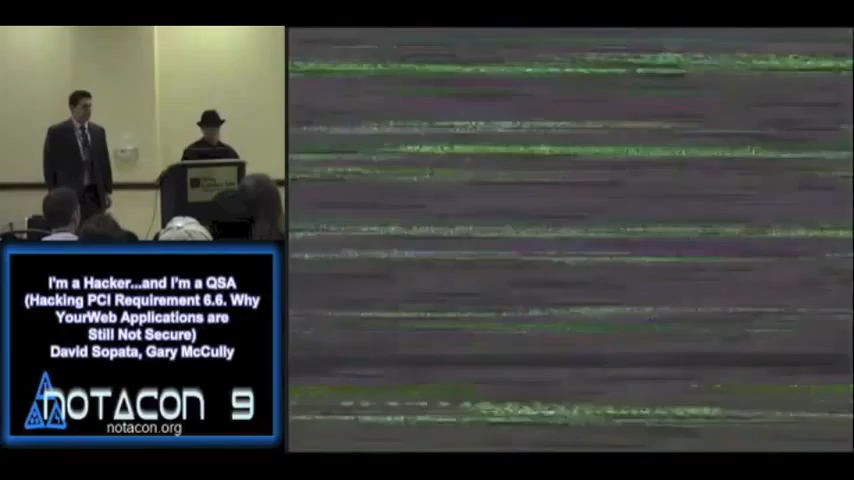 I'm a Hacker...and I'm a QSA
(Hacking PCI Requirement 6.6. Why
YourWeb Applications are
Still Not Secure)
David Sopata, Gary McCully
NOTACON 9
notacon.org